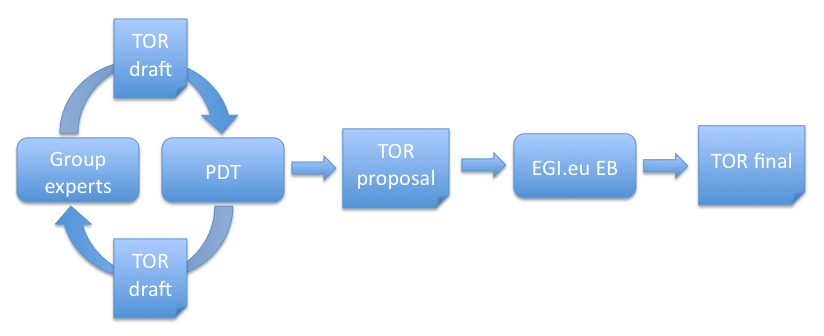 TOR
draft
Group
experts
PDT
TOR
proposal
EGI.eu EB
TOR final
TOR
draft